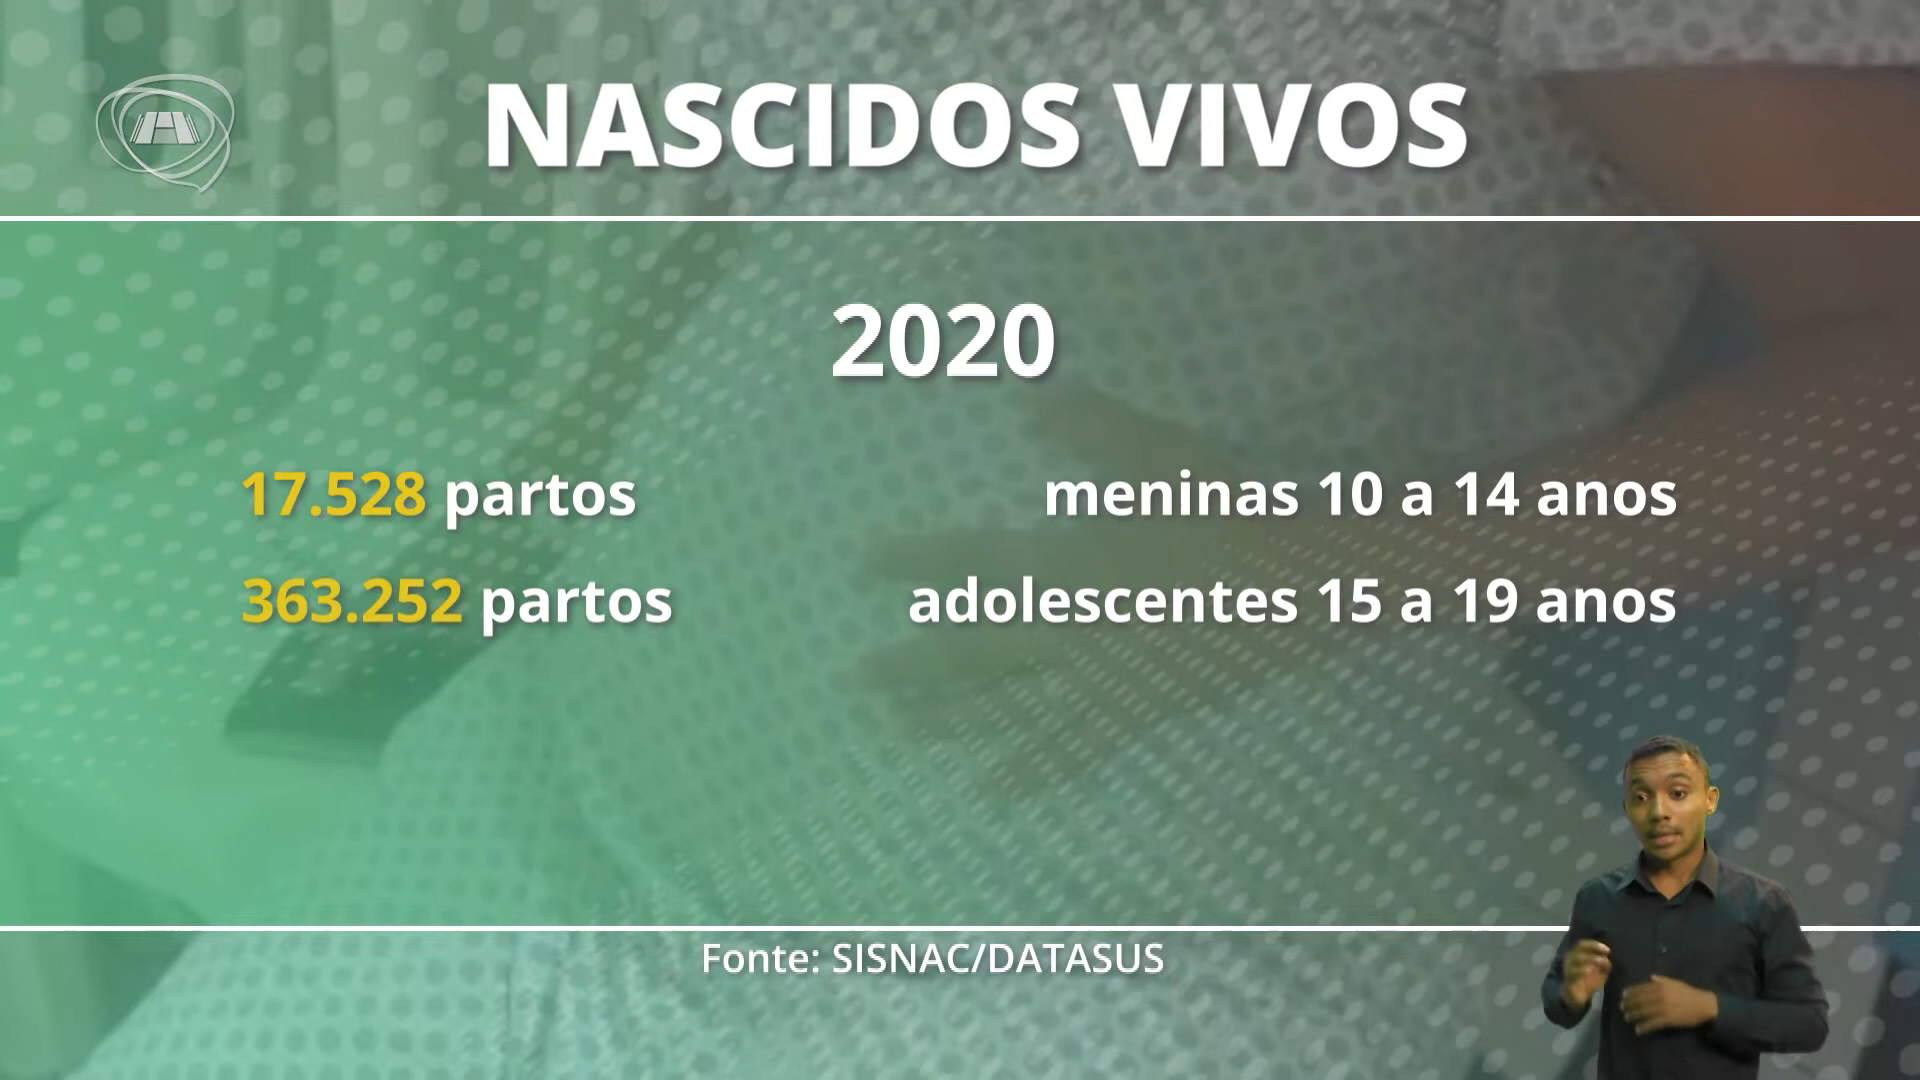 NASCIDOS VIVOS
2020
17.528 partos meninas 10 a 14 anos
363.252 partos adolescentes 15 a 19 anos
Fonte: SISNAC/DATASUS